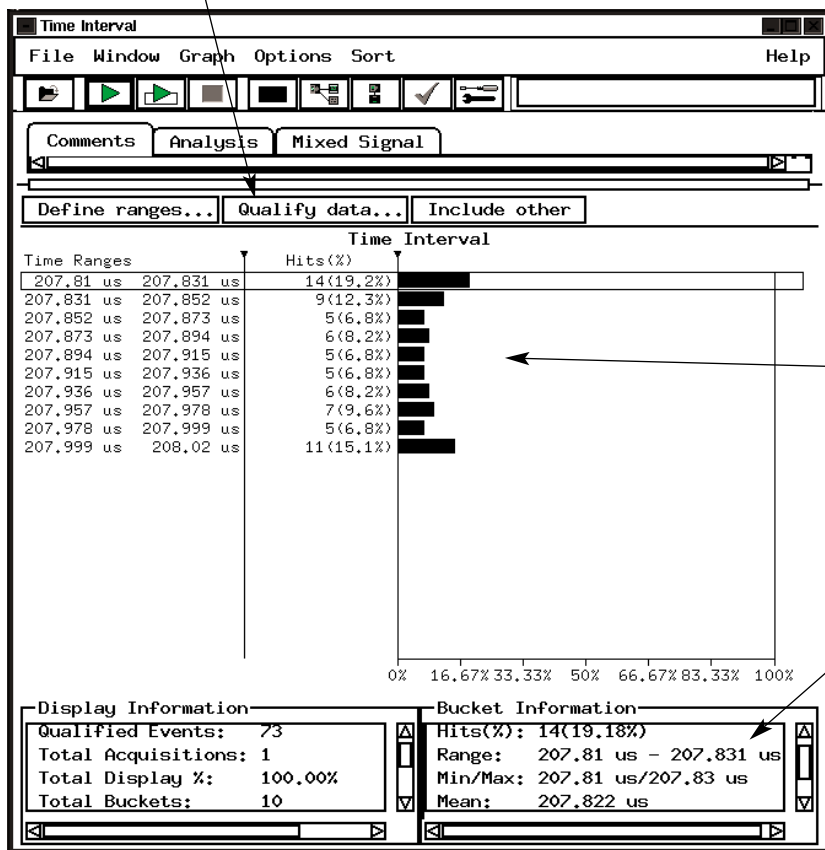 Time Interval
File Window Graph Options Sort Help
Comments Analysis Mixed Signal
Define ranges... Qualify data... Include other
Time Interval
Time Ranges Hits(%)
207.81 us 207.831 us 14(19.2%)
207.831 us 207.852 us 9(12.3%)
207.852 us 207.873 us 5(6.8%)
207.873 us 207.894 us 6(8.2%)
207.894 us 207.915 us 5(6.8%)
207.915 us 207.936 us 5(6.8%)
207.936 us 207.957 us 6(8.2%)
207.957 us 207.978 us 7(9.6%)
207.978 us 207.999 us 5(6.8%)
207.999 us 208.02 us 11(15.1%)
0% 16.67% 33.33% 50% 66.67% 83.33% 100%
Display Information
Qualified Events: 73
Total Acquisitions: 1
Total Display %: 100.00%
Total Buckets: 10
Bucket Information
Hits(%): 14(19.18%)
Range: 207.81 us - 207.831 us
Min/Max: 207.81 us/207.83 us
Mean: 207.822 us